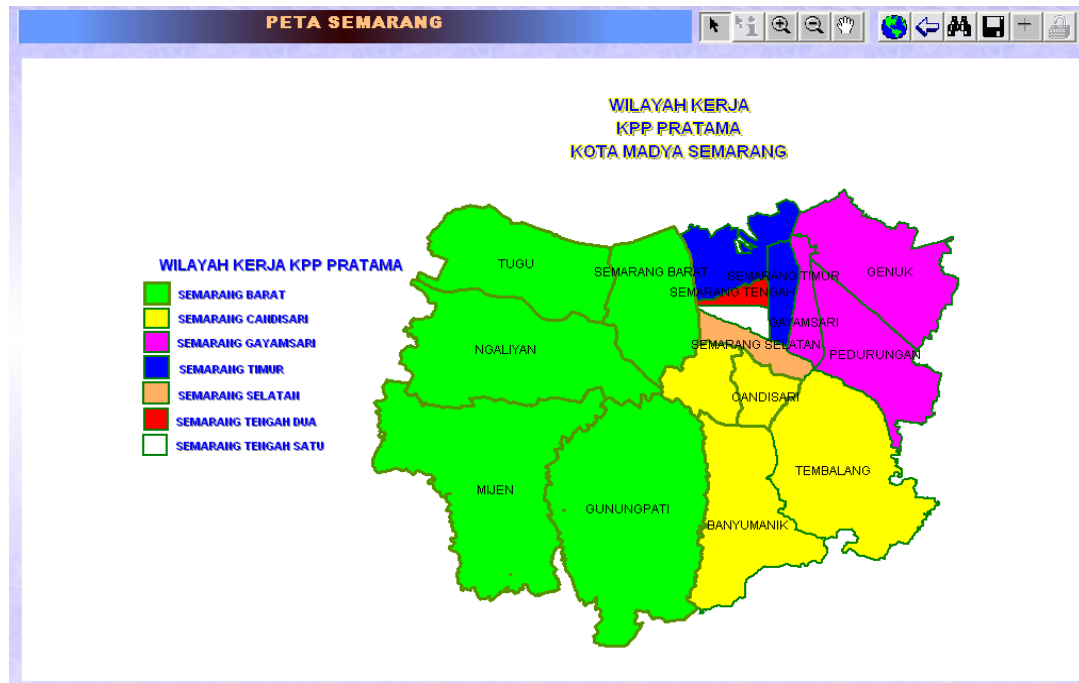 PETA SEMARANG
WILAYAH KERJA
KPP PRATAMA
KOTA MADYA SEMARANG
WILAYAH KERJA KPP PRATAMA
SEMARANG BARAT
SEMARANG CANDISARI
SEMARANG GAYAMSARI
SEMARANG TIMUR
SEMARANG SELATAN
SEMARANG TENGAH DUA
SEMARANG TENGAH SATU
TUGU
SEMARANG BARAT
SEMARANG TIMUR
GENUK
SEMARANG TENGAH
GAYAMSARI
NGALIYAN
SEMARANG SELATAN
PEDURUNGAN
CANDISARI
TEMBALANG
MIJEN
GUNUNGPATI
BANYUMANIK